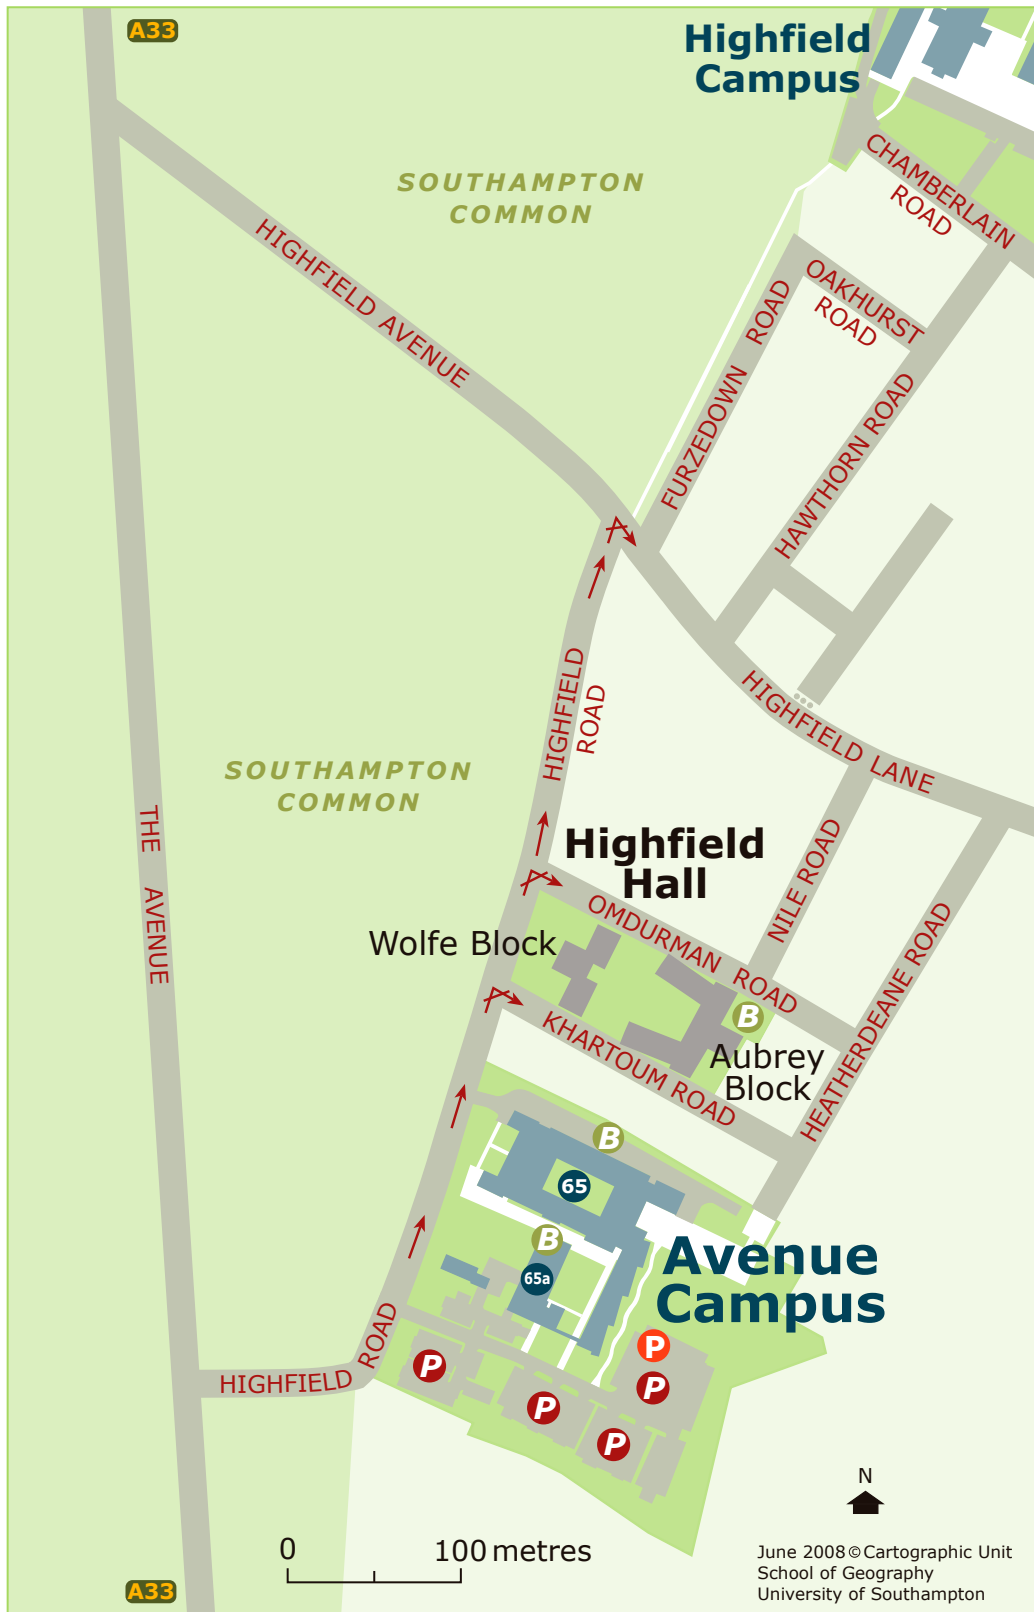 A33
Highfield
Campus
SOUTHAMPTON
COMMON
CHAMBERLAIN
ROAD
HIGHFIELD AVENUE
OAKHURST
ROAD
FURZEDOWN ROAD
HAWTHORN ROAD
HIGHFIELD
ROAD
HIGHFIELD LANE
SOUTHAMPTON
COMMON
THE AVENUE
Highfield
Hall
NILE ROAD
OMDURMAN ROAD
HEATHERDEANE ROAD
Wolfe Block
B
KHARTOUM ROAD
Aubrey
Block
B
65
B
65a
Avenue
Campus
HIGHFIELD ROAD
P
P
P
P
P
N
0 100 metres
June 2008 © Cartographic Unit
School of Geography
University of Southampton
A33